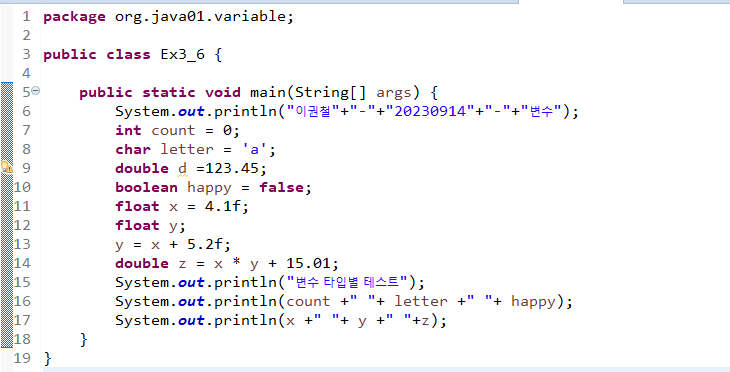 1 package org.java01.variable;
2
3 public class Ex3_6 {
4
5 public static void main(String[] args) {
6 System.out.println("이권철"+"-"+"20230914"+"-"+"변수");
7 int count = 0;
8 char letter = 'a';
9 double d =123.45;
10 boolean happy = false;
11 float x = 4.1f;
12 float y;
13 y = x + 5.2f;
14 double z = x * y + 15.01;
15 System.out.println("변수 타입별 테스트");
16 System.out.println(count +" "+ letter +" "+ happy);
17 System.out.println(x +" "+ y +" "+z);
18 }
19 }